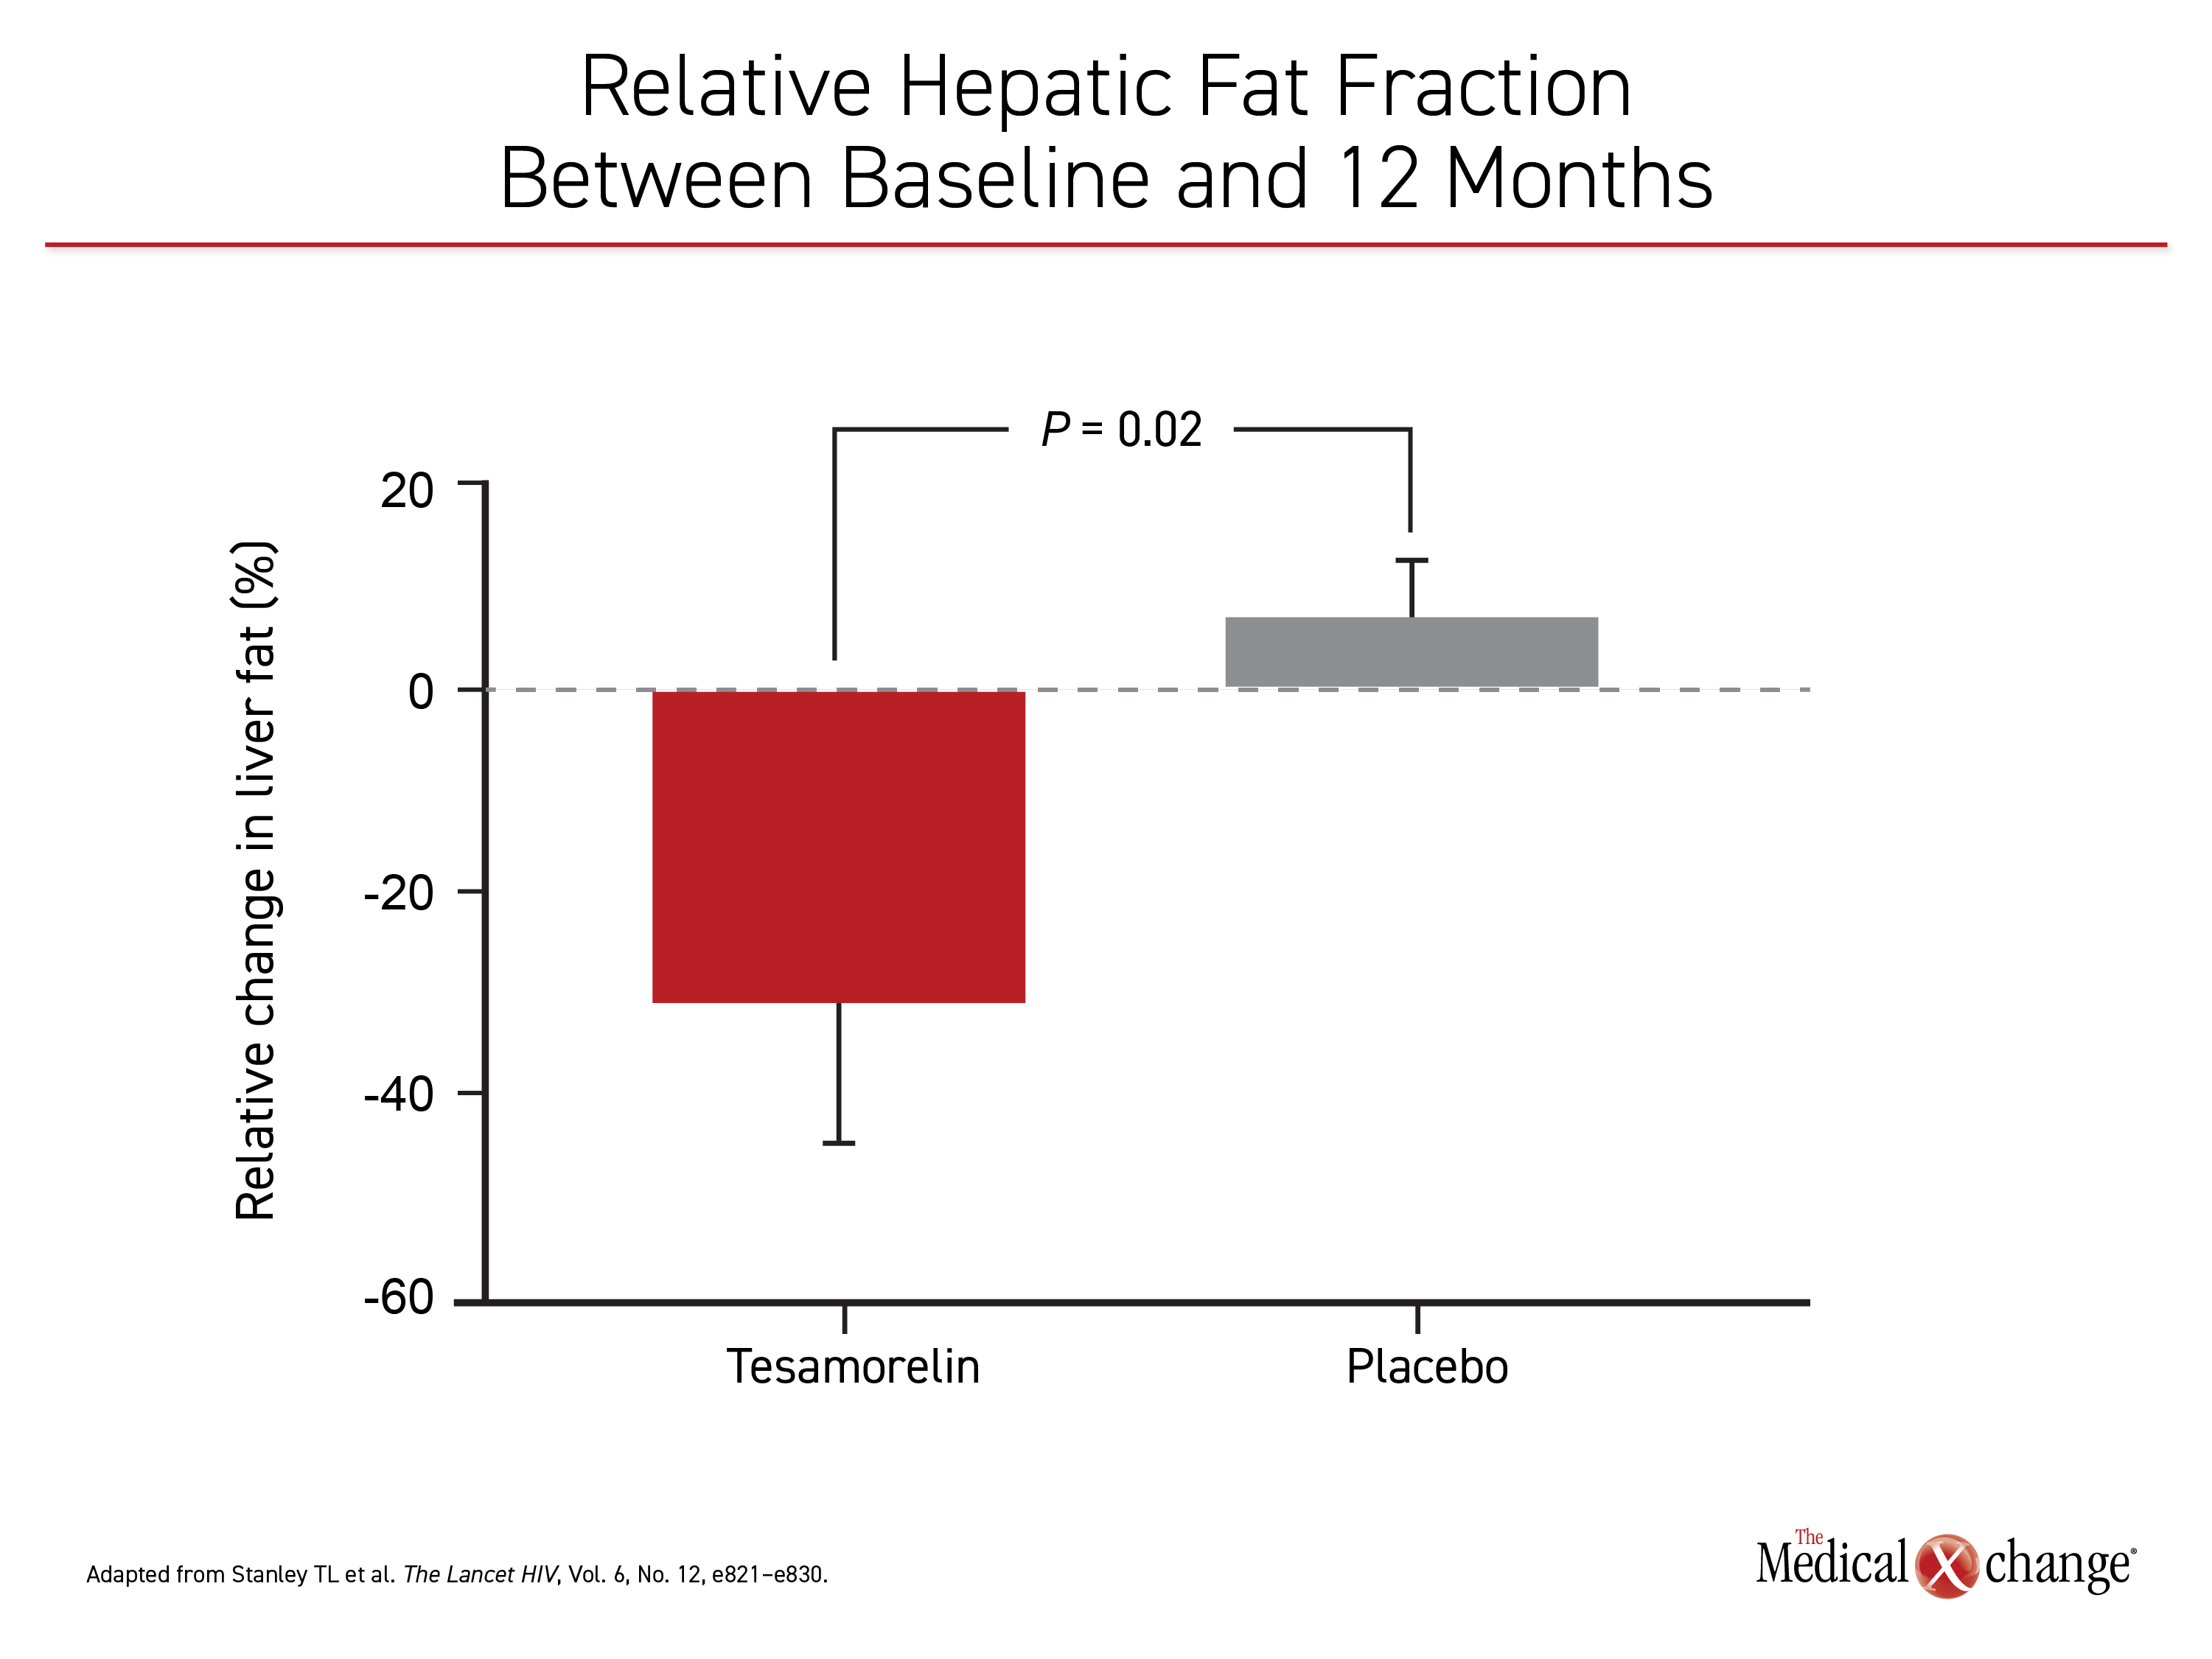 Relative Hepatic Fat Fraction
Between Baseline and 12 Months
P = 0.02
Relative change in liver fat (%)
20
0
-20
-40
-60
Tesamorelin
Placebo
Adapted from Stanley TL et al. The Lancet HIV, Vol. 6, No. 12, e821–e830.
The
Medical Xchange®